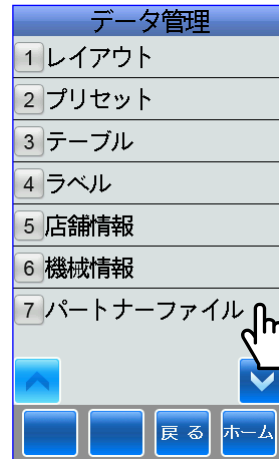 データ管理
1 レイアウト
2 プリセット
3 テーブル
4 ラベル
5 店舗情報
6 機械情報
7 パートナーファイル
戻る ホーム